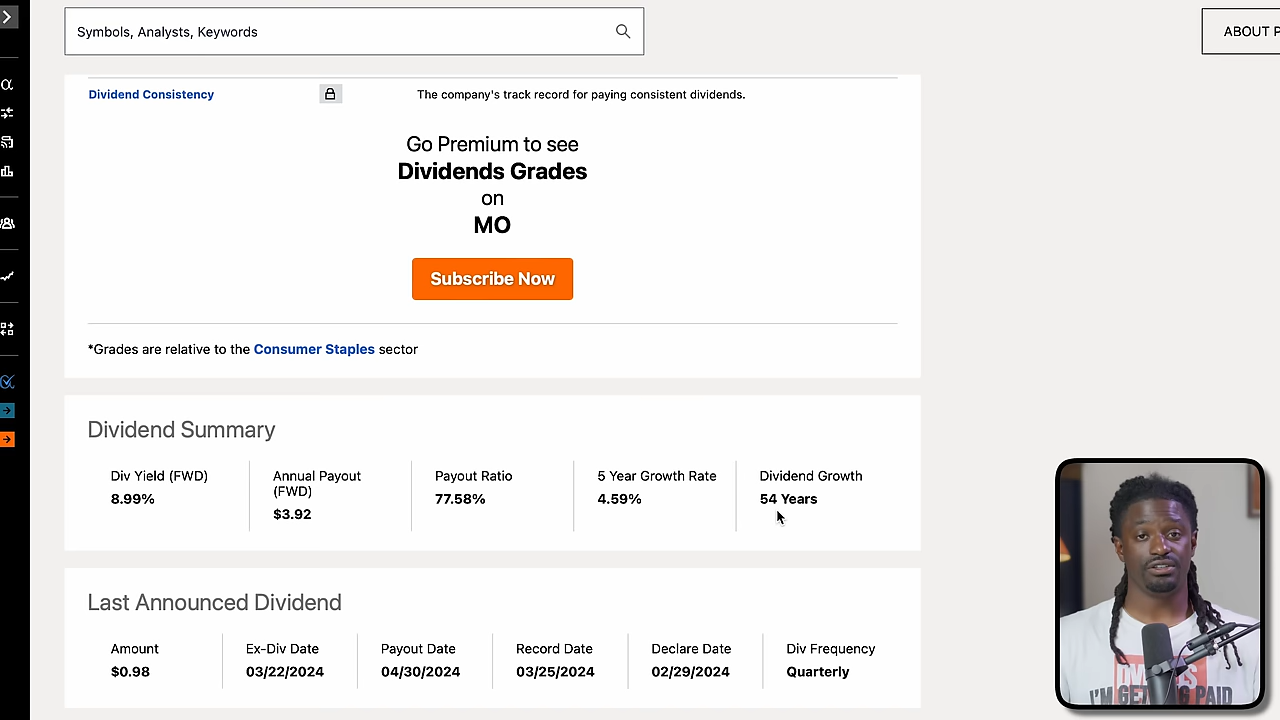 Symbols, Analysts, Keywords
ABOUT P
Dividend Consistency
The company's track record for paying consistent dividends.
Go Premium to see
Dividends Grades
on
MO
Subscribe Now
*Grades are relative to the Consumer Staples sector
Dividend Summary
Div Yield (FWD)
8.99%
Annual Payout
(FWD)
$3.92
Payout Ratio
77.58%
5 Year Growth Rate
4.59%
Dividend Growth
54 Years
Last Announced Dividend
Amount
$0.98
Ex-Div Date
03/22/2024
Payout Date
04/30/2024
Record Date
03/25/2024
Declare Date
02/29/2024
Div Frequency
Quarterly